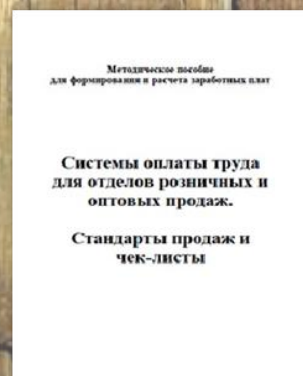 Методическое пособие
для формирования и расчета заработных плат
Системы оплаты труда
для отделов розничных и
оптовых продаж.
Стандарты продаж и
чек-листы